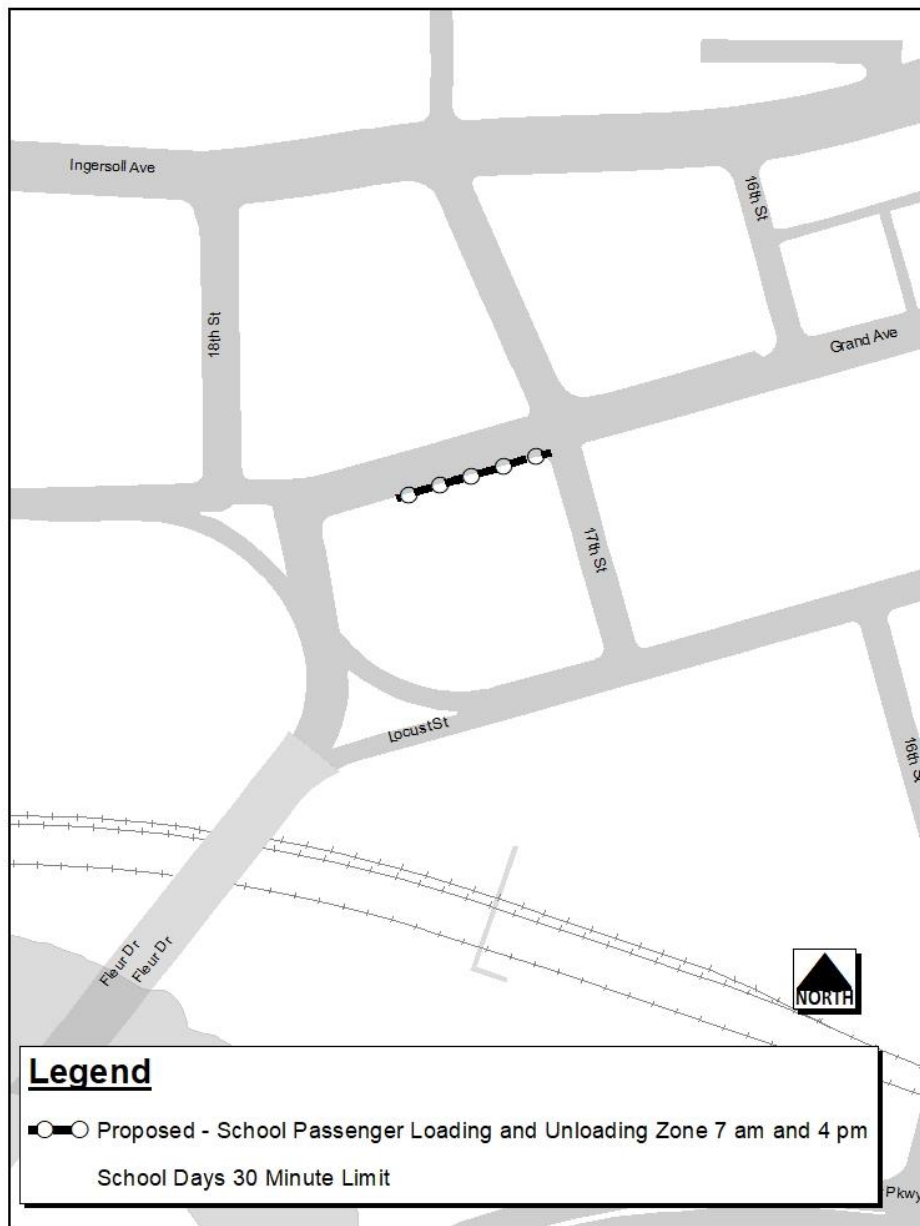 Ingersoll Ave
16th St
18th St
Grand Ave
17th St
Locust St
16th St
Fleur Dr
Fleur Dr
NORTH
Legend
Proposed - School Passenger Loading and Unloading Zone 7 am and 4 pm
School Days 30 Minute Limit
Pkwy